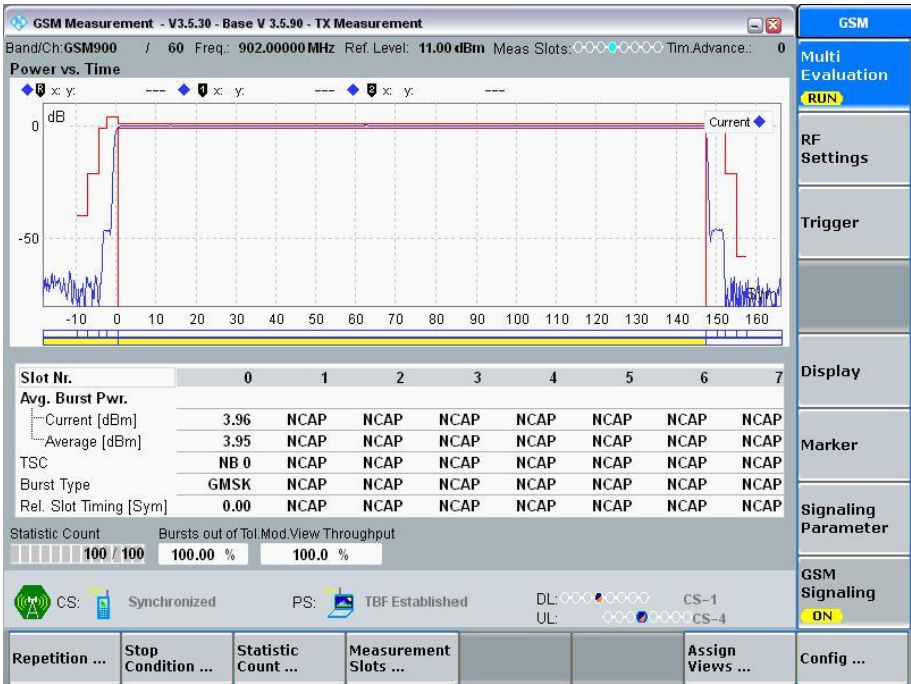 GSM Measurement - V3.5.30 - Base V 3.5.90 - TX Measurement
GSM
Band/Ch:GSM900 / 60 Freq.: 902.00000 MHz Ref. Level: 11.00 dBm Meas Slots: Tim.Advance.: 0
Multi Evaluation
RUN
Power vs. Time
R x: y: --- 1 x: y: --- 2 x: y: ---
dB
Current
0
-50
Sym
-10 0 10 20 30 40 50 60 70 80 90 100 110 120 130 140 150 160
RF Settings
Trigger
Display
Marker
Signaling Parameter
GSM Signaling
ON
Slot Nr. 0 1 2 3 4 5 6 7
Avg. Burst Pwr.
Current [dBm] 3.96 NCAP NCAP NCAP NCAP NCAP NCAP NCAP
Average [dBm] 3.95 NCAP NCAP NCAP NCAP NCAP NCAP NCAP
TSC NB 0 NCAP NCAP NCAP NCAP NCAP NCAP NCAP
Burst Type GMSK NCAP NCAP NCAP NCAP NCAP NCAP NCAP
Rel. Slot Timing [Sym] 0.00 NCAP NCAP NCAP NCAP NCAP NCAP NCAP
Statistic Count Bursts out of Tol.Mod.View Throughput
100 / 100 100.00 % 100.0 %
CS: Synchronized PS: TBF Established DL: CS-1
UL: CS-4
Repetition ... Stop Condition ... Statistic Count ... Measurement Slots ... Assign Views ... Config ...